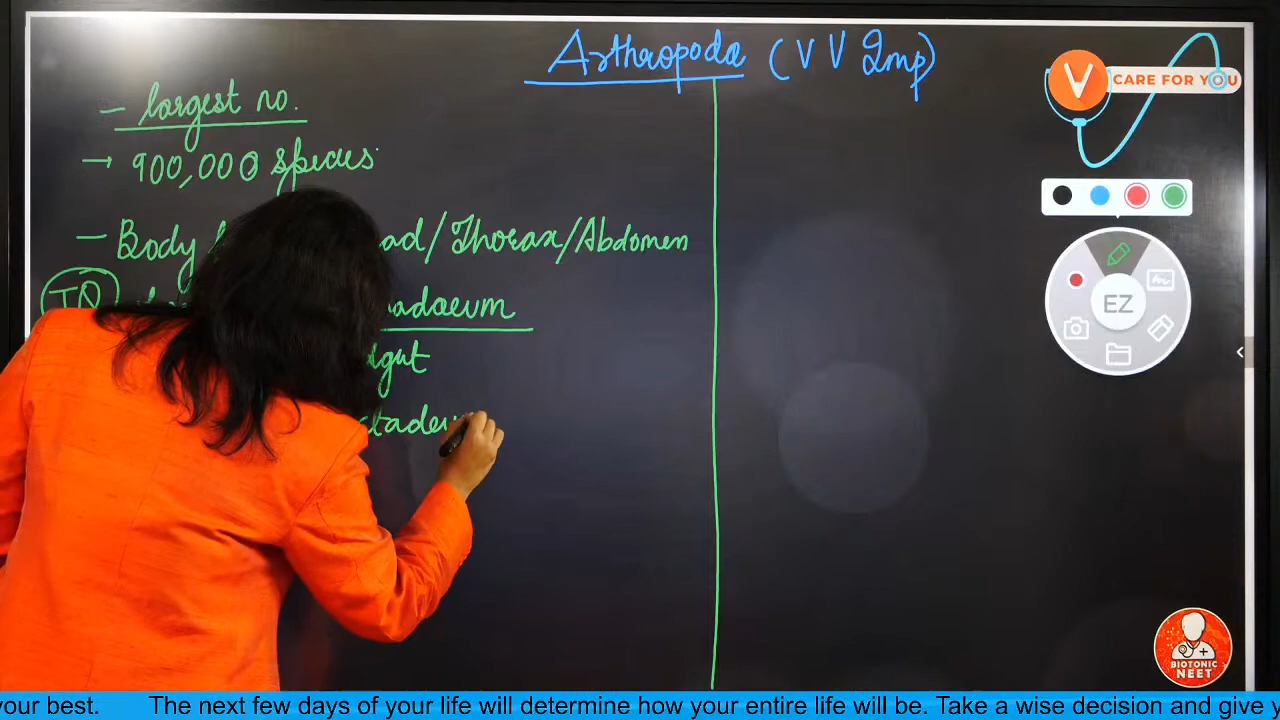 Arthropoda (V V Imp)
- largest no.
→ 900,000 species
- Body ad/Thorax/Abdomen
adaeum
dgut
ctadeu
V CARE FOR YOU
EZ
BIOTONIC
NEET
your best. The next few days of your life will determine how your entire life will be. Take a wise decision and give y